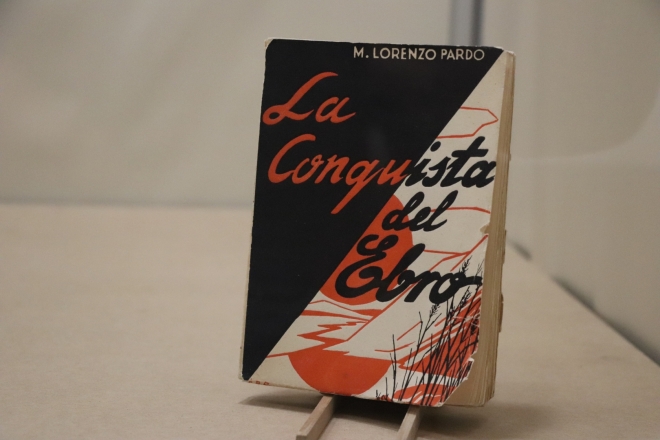 M. LORENZO PARDO
La
Conquista
del
Ebro